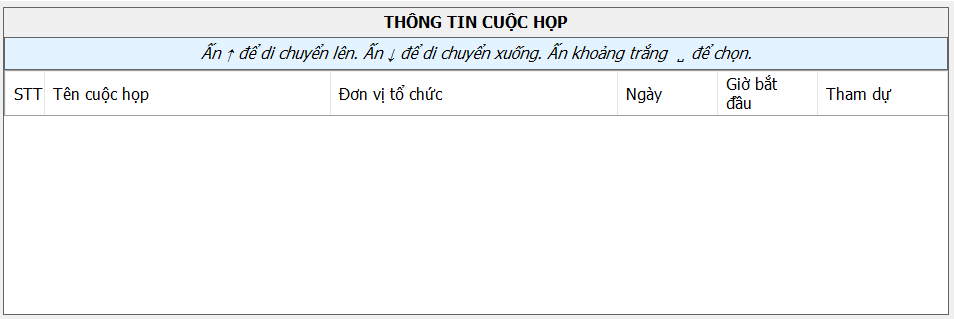 THÔNG TIN CUỘC HỌP
Ấn ↑ để di chuyển lên. Ấn ↓ để di chuyển xuống. Ấn khoảng trắng ␣ để chọn.
STT Tên cuộc họp Đơn vị tổ chức Ngày Giờ bắt đầu Tham dự